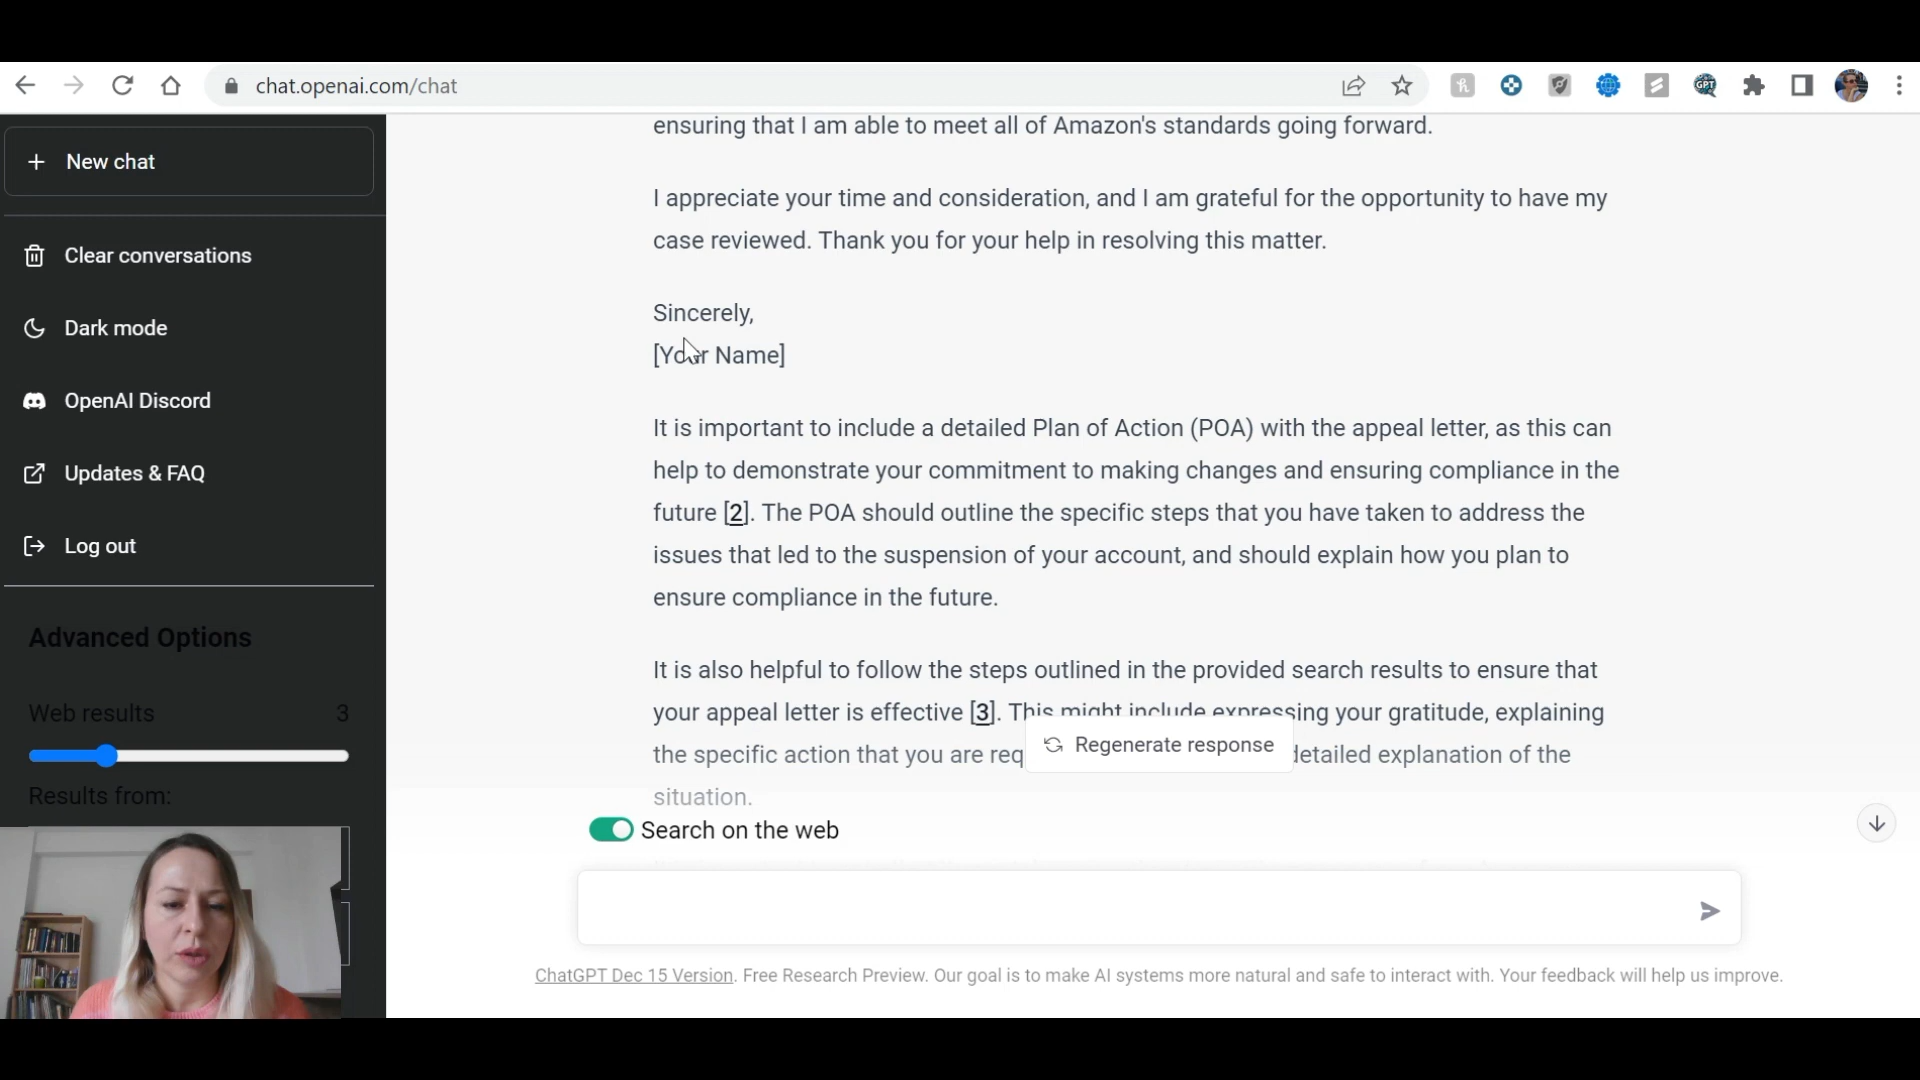 chat.openai.com/chat
GPT
New chat
Clear conversations
Dark mode
OpenAI Discord
Updates & FAQ
Log out
Advanced Options
Web results 3
Results from:
ensuring that I am able to meet all of Amazon's standards going forward.
I appreciate your time and consideration, and I am grateful for the opportunity to have my
case reviewed. Thank you for your help in resolving this matter.
Sincerely,
[Your Name]
It is important to include a detailed Plan of Action (POA) with the appeal letter, as this can
help to demonstrate your commitment to making changes and ensuring compliance in the
future [2]. The POA should outline the specific steps that you have taken to address the
issues that led to the suspension of your account, and should explain how you plan to
ensure compliance in the future.
It is also helpful to follow the steps outlined in the provided search results to ensure that
your appeal letter is effective [3]. This might include expressing your gratitude, explaining
the specific action that you are detailed explanation of the
situation.
Regenerate response
Search on the web
ChatGPT Dec 15 Version. Free Research Preview. Our goal is to make AI systems more natural and safe to interact with. Your feedback will help us improve.